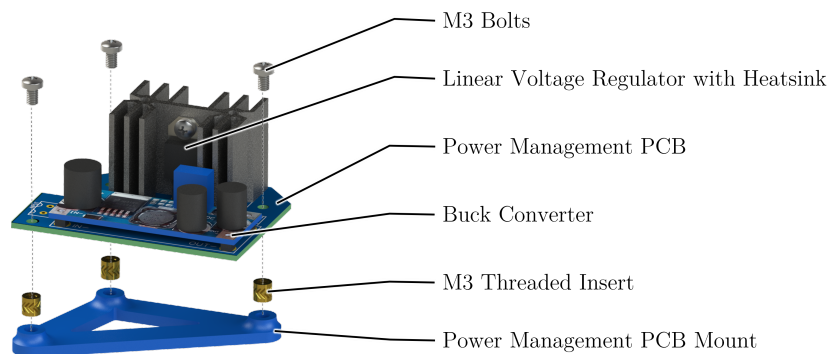 M3 Bolts
Linear Voltage Regulator with Heatsink
Power Management PCB
Buck Converter
M3 Threaded Insert
Power Management PCB Mount